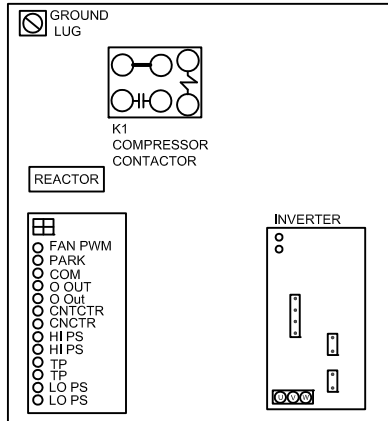 GROUND
LUG
K1
COMPRESSOR
CONTACTOR
REACTOR
FAN PWM
PARK
COM
O OUT
O Out
CNTCTR
CNCTR
HI PS
HI PS
TP
TP
LO PS
LO PS
INVERTER
U V W